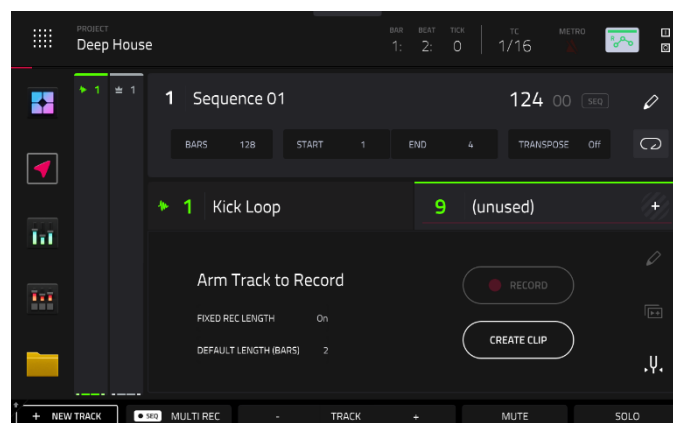 PROJECT
Deep House
BAR BEAT TICK
1: 2: 0
TC
1/16
METRO
1 1
1 Sequence 01
124 00 SEQ
BARS 128
START 1
END 4
TRANSPOSE Off
1 Kick Loop
9 (unused)
+
Arm Track to Record
FIXED REC LENGTH On
DEFAULT LENGTH (BARS) 2
RECORD
CREATE CLIP
+ NEW TRACK
SEQ MULTI REC
- TRACK +
MUTE
SOLO